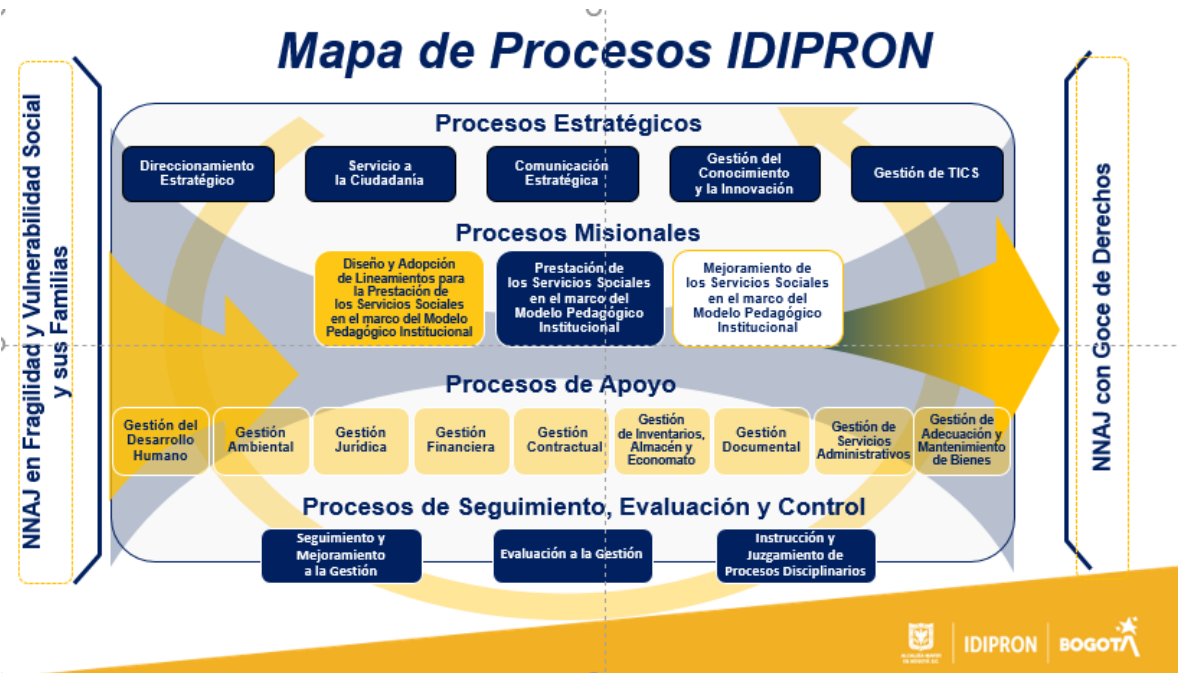 Mapa de Procesos IDIPRON
NNAJ en Fragilidad y Vulnerabilidad Social
y sus Familias
Procesos Estratégicos
Direccionamiento
Estratégico
Servicio a
la Ciudadanía
Comunicación
Estratégica
Gestión del
Conocimiento
y la Innovación
Gestión de TICS
Procesos Misionales
Diseño y Adopción
de Lineamientos para
la Prestación de
los Servicios Sociales
en el marco del Modelo
Pedagógico Institucional
Prestación de
los Servicios Sociales
en el marco del
Modelo Pedagógico
Institucional
Mejoramiento de
los Servicios Sociales
en el marco del
Modelo Pedagógico
Institucional
Procesos de Apoyo
Gestión del
Desarrollo
Humano
Gestión
Ambiental
Gestión
Jurídica
Gestión
Financiera
Gestión
Contractual
Gestión
de Inventarios,
Almacén y
Economato
Gestión
Documental
Gestión de
Servicios
Administrativos
Gestión de
Adecuación y
Mantenimiento
de Bienes
Procesos de Seguimiento, Evaluación y Control
Seguimiento y
Mejoramiento
a la Gestión
Evaluación a la Gestión
Instrucción y
Juzgamiento de
Procesos Disciplinarios
NNAJ con Goce de Derechos
ALCALDÍA MAYOR
DE BOGOTÁ D.C.
IDIPRON
BOGOTÁ